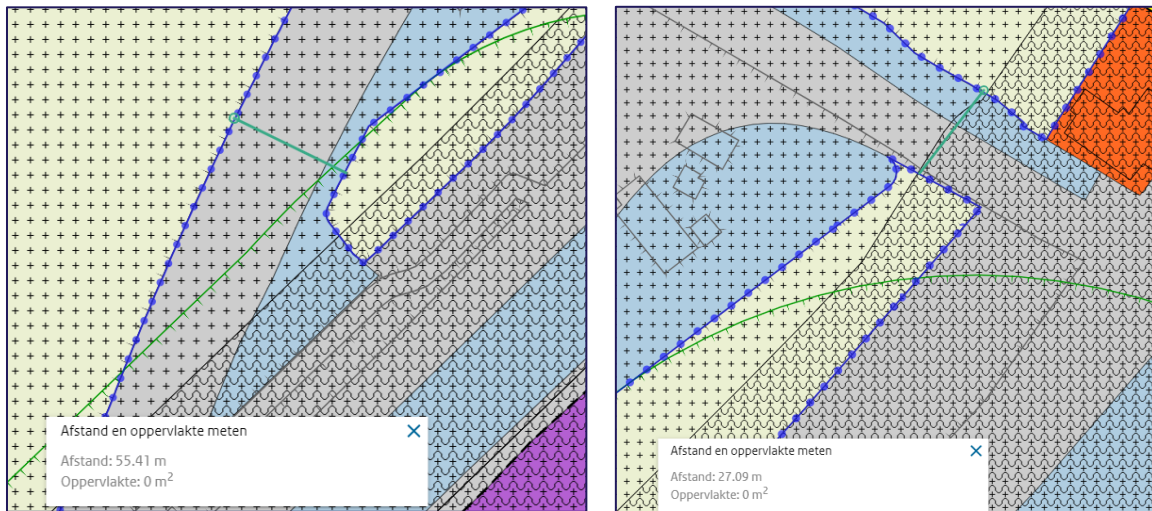 Afstand en oppervlakte meten
Afstand: 55.41 m
Oppervlakte: 0 m²
Afstand en oppervlakte meten
Afstand: 27.09 m
Oppervlakte: 0 m²